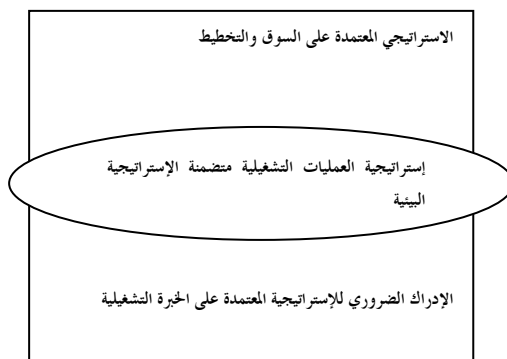 الاستراتيجي المعتمدة على السوق والتخطيط
إستراتيجية العمليات التشغيلية متضمنة الإستراتيجية
البيئية
الإدراك الضروري للإستراتيجية المعتمدة على الخبرة التشغيلية